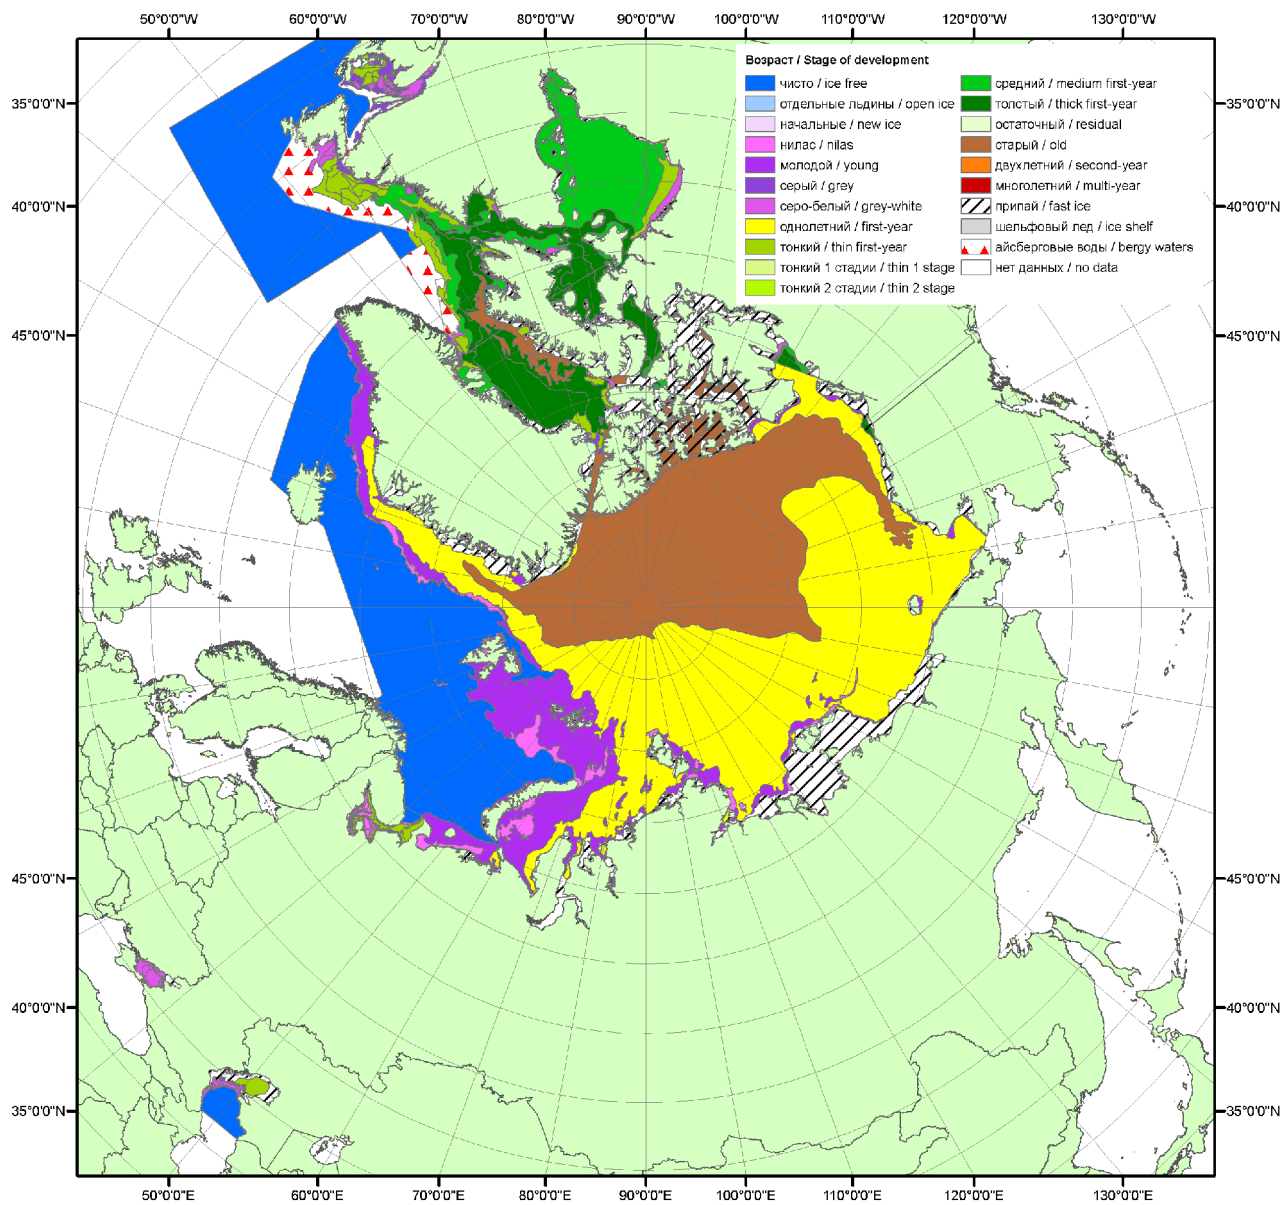 50°0'0"W 60°0'0"W 70°0'0"W 80°0'0"W 90°0'0"W 100°0'0"W 110°0'0"W 120°0'0"W 130°0'0"W
Возраст / Stage of development
чисто / ice free
отдельные льдины / open ice
начальные / new ice
нилас / nilas
молодой / young
серый / grey
серо-белый / grey-white
однолетний / first-year
тонкий / thin first-year
тонкий 1 стадии / thin 1 stage
тонкий 2 стадии / thin 2 stage
средний / medium first-year
толстый / thick first-year
остаточный / residual
старый / old
двухлетний / second-year
многолетний / multi-year
припай / fast ice
шельфовый лед / ice shelf
айсберговые воды / bergy waters
нет данных / no data
35°0'0"N 35°0'0"N
40°0'0"N 40°0'0"N
45°0'0"N 45°0'0"N
45°0'0"N 45°0'0"N
40°0'0"N 40°0'0"N
35°0'0"N 35°0'0"N
50°0'0"E 60°0'0"E 70°0'0"E 80°0'0"E 90°0'0"E 100°0'0"E 110°0'0"E 120°0'0"E 130°0'0"E